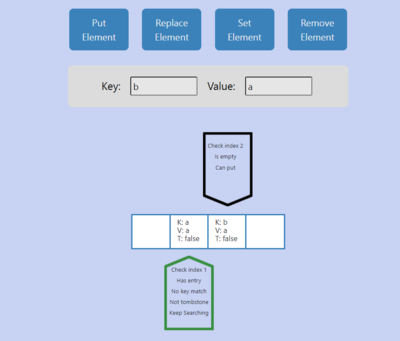 Put
Element
Replace
Element
Set
Element
Remove
Element
Key: b Value: a
Check index 2
Is empty
Can put
K: a
V: a
T: false
K: b
V: a
T: false
Check index 1
Has entry
No key match
Not tombstone
Keep Searching